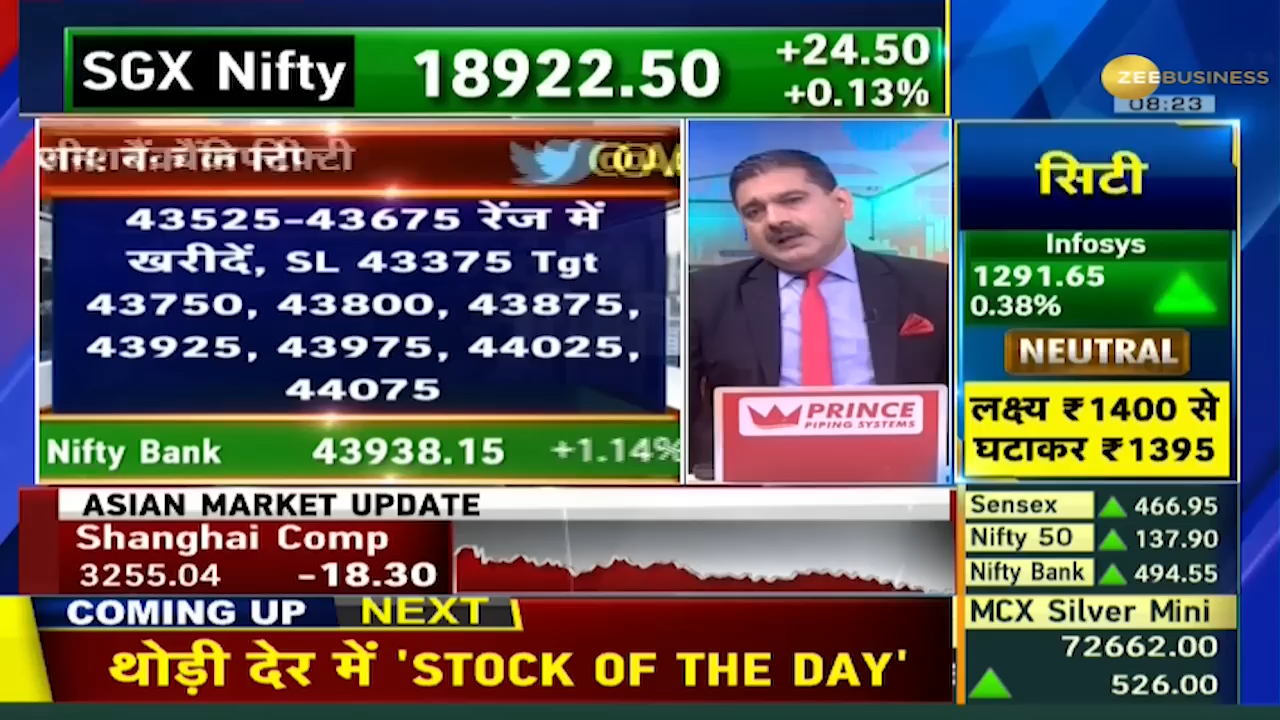 SGX Nifty
18922.50
+24.50
+0.13%
ZEEBUSINESS
08:23
43525-43675 रेंज में
खरीदें, SL 43375 Tgt
43750, 43800, 43875,
43925, 43975, 44025,
44075
Nifty Bank 43938.15 +1.14%
PRINCE
PIPING SYSTEMS
सिटी
Infosys
1291.65
0.38%
NEUTRAL
लक्ष्य ₹1400 से
घटाकर ₹1395
ASIAN MARKET UPDATE
Shanghai Comp
3255.04 -18.30
Sensex 466.95
Nifty 50 137.90
Nifty Bank 494.55
MCX Silver Mini
72662.00
526.00
COMING UP NEXT
थोड़ी देर में 'STOCK OF THE DAY'